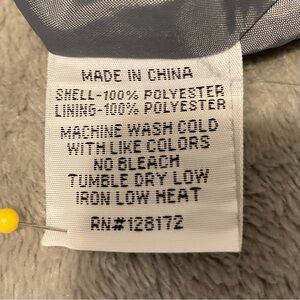 MADE IN CHINA
SHELL-100% POLYESTER
LINING-100% POLYESTER
MACHINE WASH COLD
WITH LIKE COLORS
NO BLEACH
TUMBLE DRY LOW
IRON LOW HEAT
RN#128172